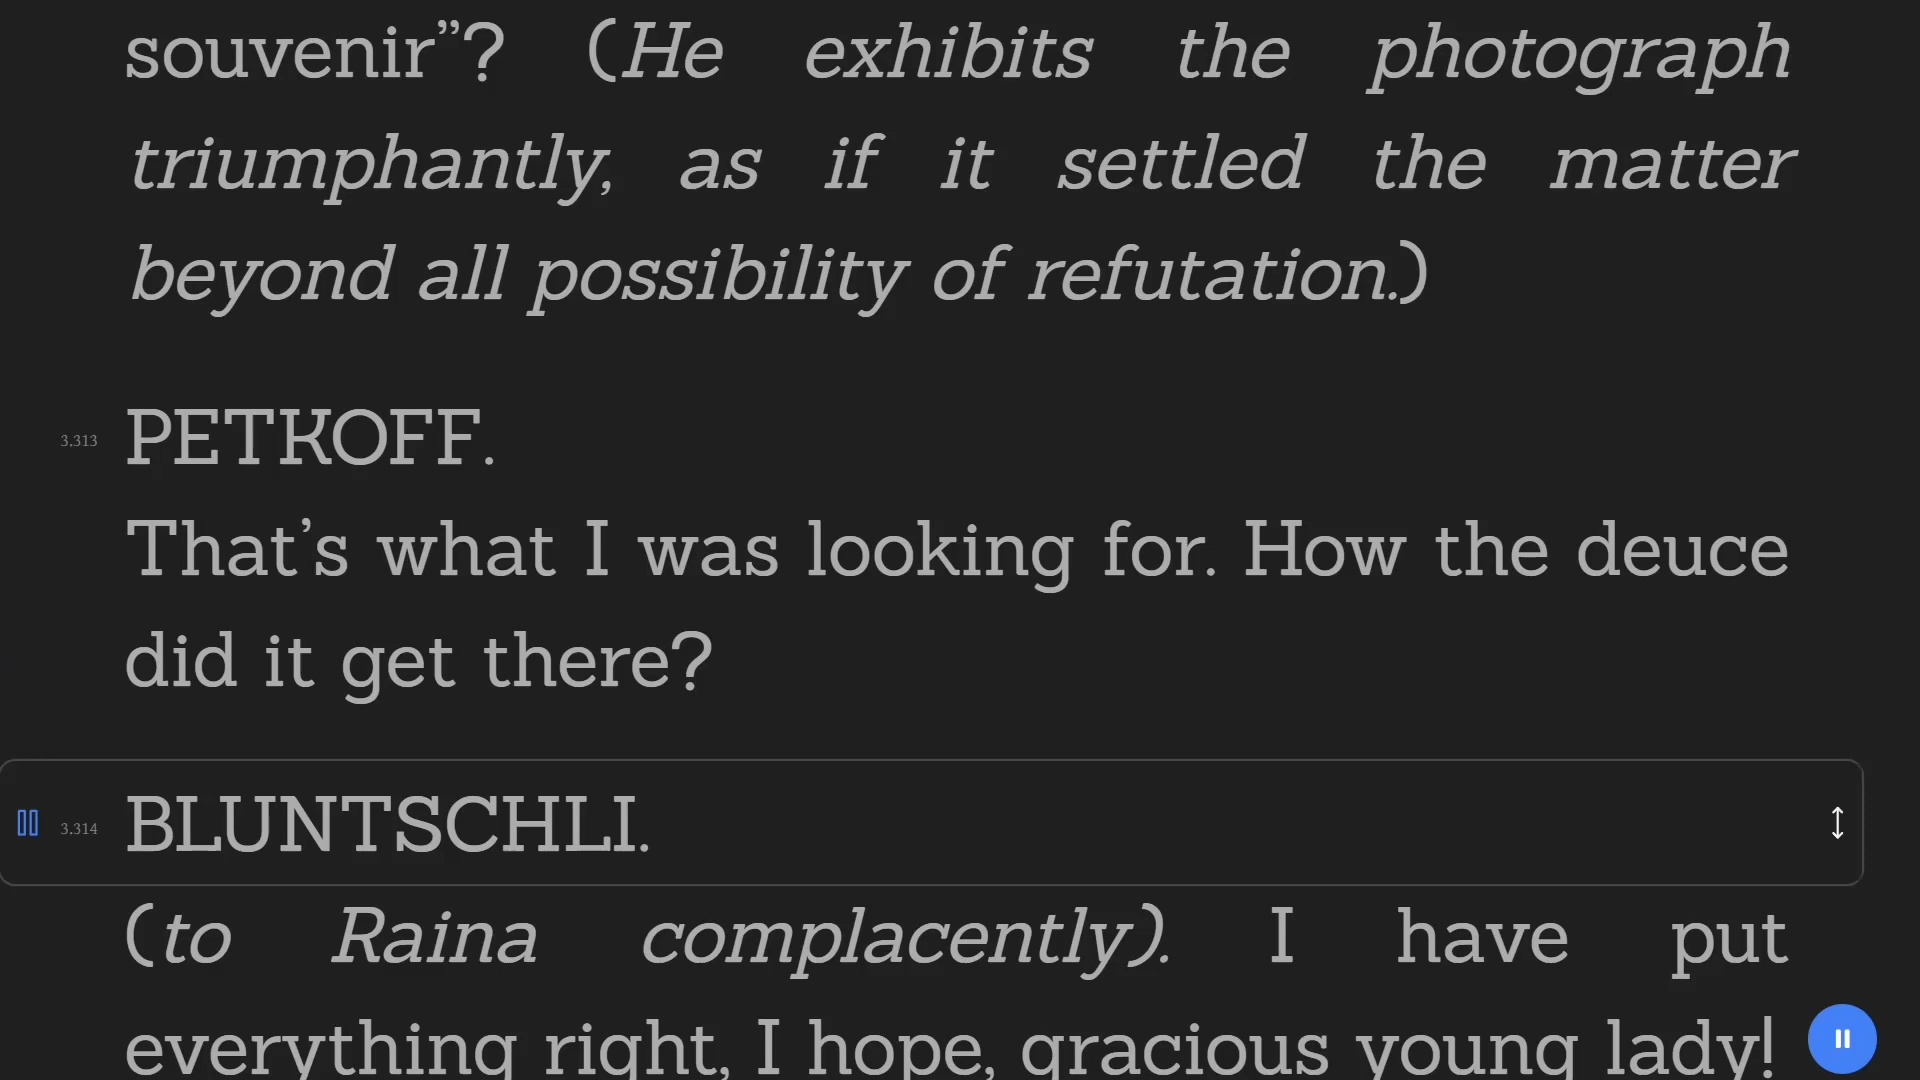 souvenir”? (He exhibits the photograph
triumphantly, as if it settled the matter
beyond all possibility of refutation.)
3.313 PETKOFF.
That’s what I was looking for. How the deuce
did it get there?
3.314 BLUNTSCHLI.
(to Raina complacently). I have put
everything right, I hope, gracious young lady!